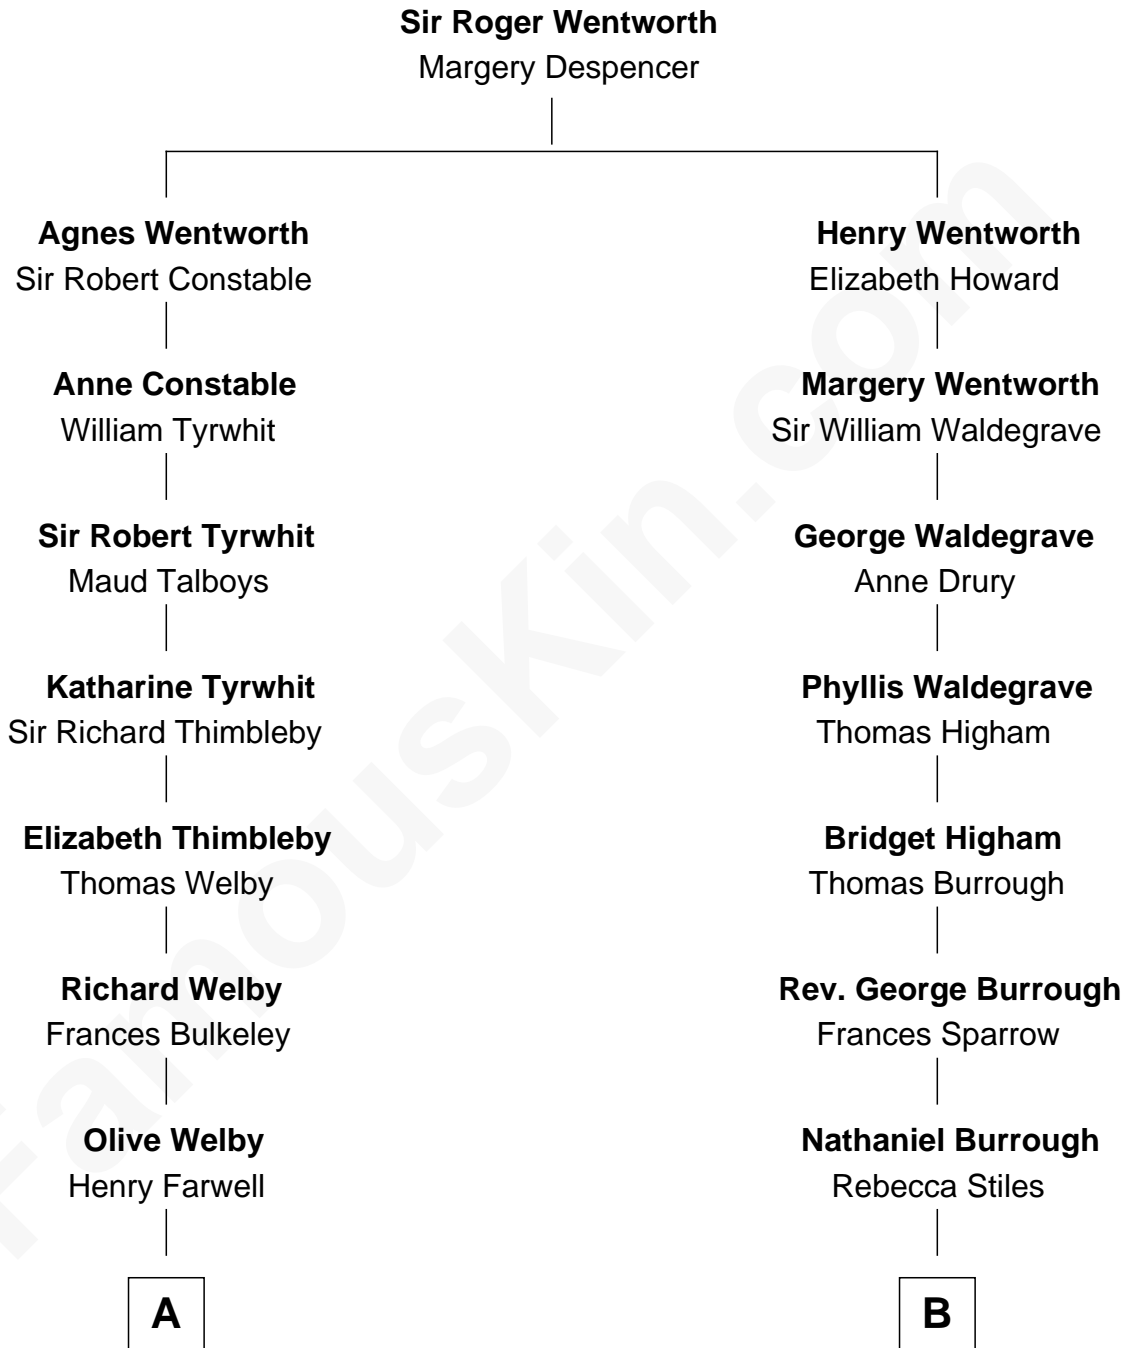 Sir Roger Wentworth
Margery Despencer
Agnes Wentworth
Sir Robert Constable
Henry Wentworth
Elizabeth Howard
Anne Constable
William Tyrwhit
Margery Wentworth
Sir William Waldegrave
Sir Robert Tyrwhit
Maud Talboys
George Waldegrave
Anne Drury
Katharine Tyrwhit
Sir Richard Thimbleby
Phyllis Waldegrave
Thomas Higham
Elizabeth Thimbleby
Thomas Welby
Bridget Higham
Thomas Burrough
Richard Welby
Frances Bulkeley
Rev. George Burrough
Frances Sparrow
Olive Welby
Henry Farwell
Nathaniel Burrough
Rebecca Stiles
A
B
FamousKin.com